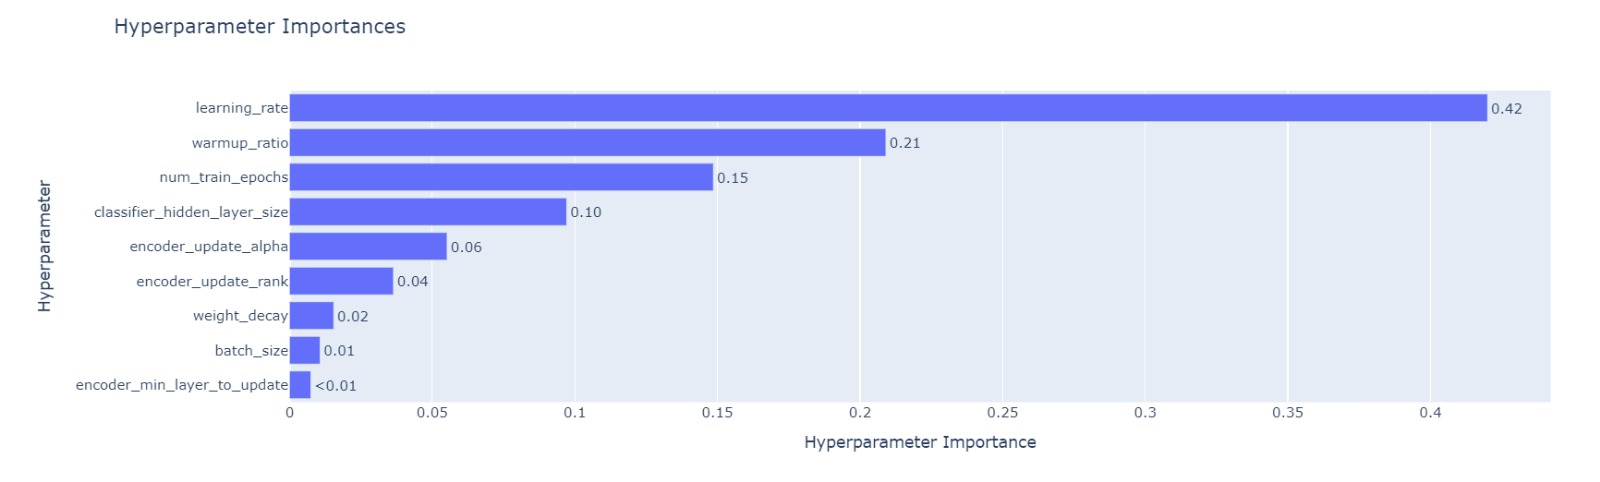 Hyperparameter Importances
Hyperparameter
learning_rate 0.42
warmup_ratio 0.21
num_train_epochs 0.15
classifier_hidden_layer_size 0.10
encoder_update_alpha 0.06
encoder_update_rank 0.04
weight_decay 0.02
batch_size 0.01
encoder_min_layer_to_update <0.01
0 0.05 0.1 0.15 0.2 0.25 0.3 0.35 0.4
Hyperparameter Importance